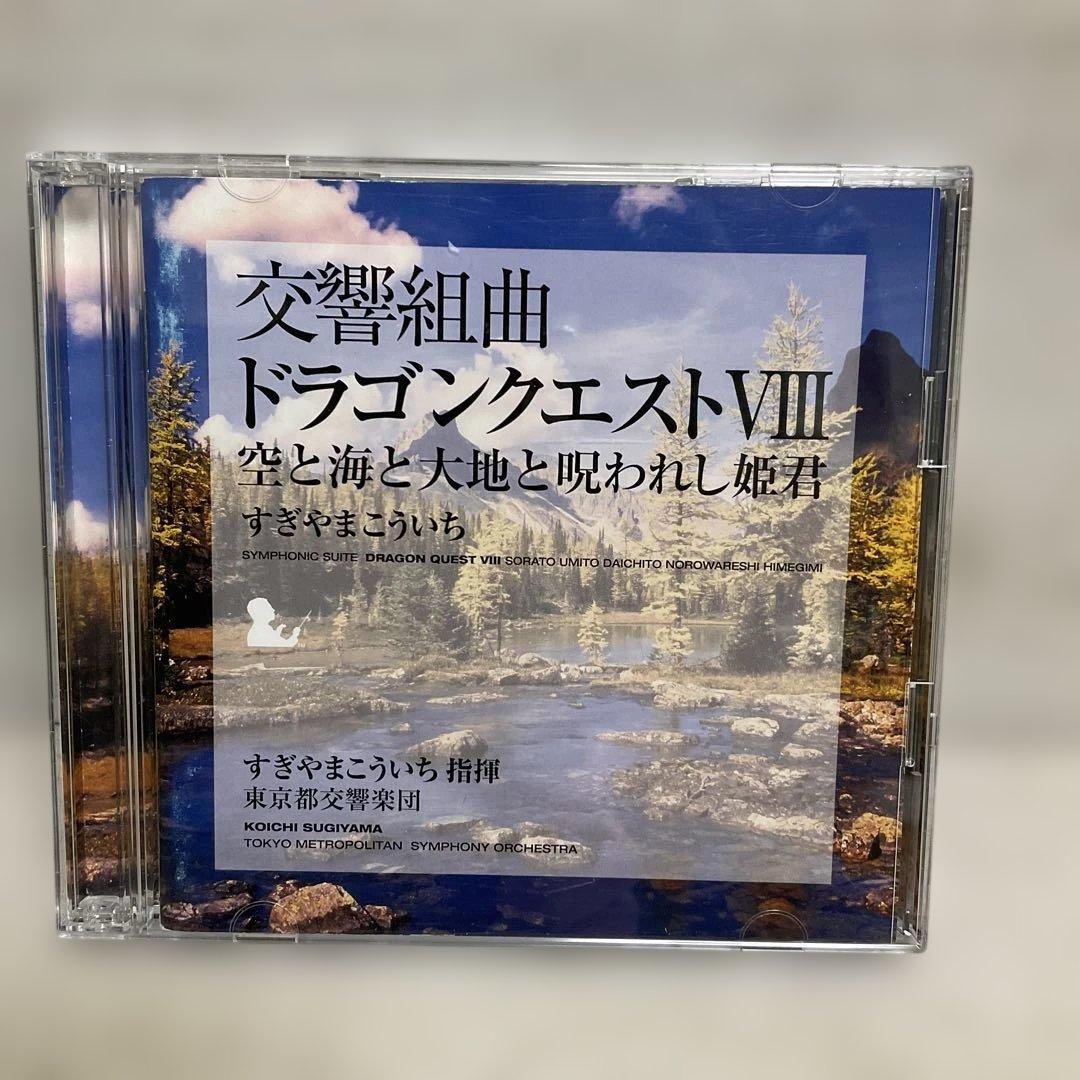 交響組曲
ドラゴンクエストVIII
空と海と大地と呪われし姫君
すぎやまこういち
SYMPHONIC SUITE DRAGON QUEST VIII SORATO UMITO DAICHITO NOROWARESHI HIMEGIMI
すぎやまこういち 指揮
東京都交響楽団
KOICHI SUGIYAMA
TOKYO METROPOLITAN SYMPHONY ORCHESTRA